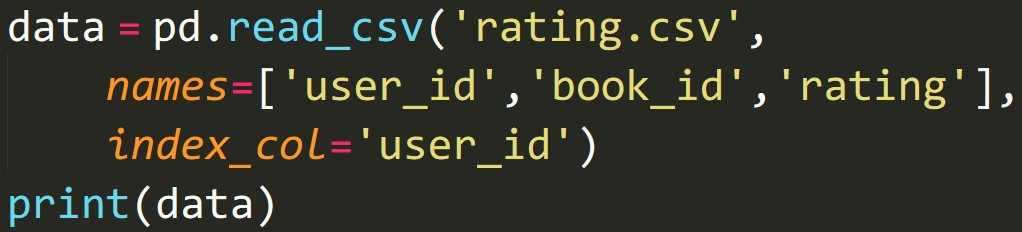 data = pd.read_csv('rating.csv',
    names=['user_id','book_id','rating'],
    index_col='user_id')
print(data)